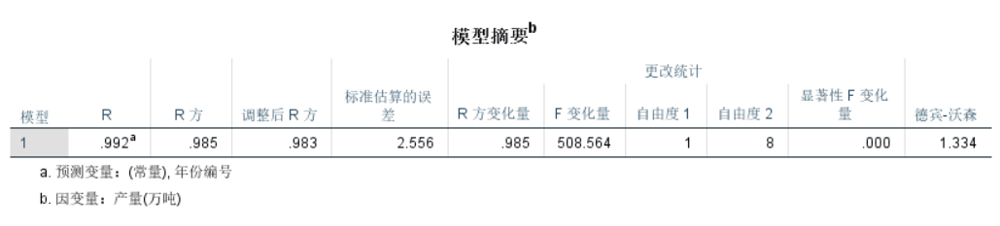 模型摘要b
更改统计
模型 R R 方 调整后 R 方 标准估算的误差 R 方变化量 F 变化量 自由度 1 自由度 2 显著性 F 变化量 德宾-沃森
1 .992a .985 .983 2.556 .985 508.564 1 8 .000 1.334
a. 预测变量：(常量), 年份编号
b. 因变量：产量(万吨)